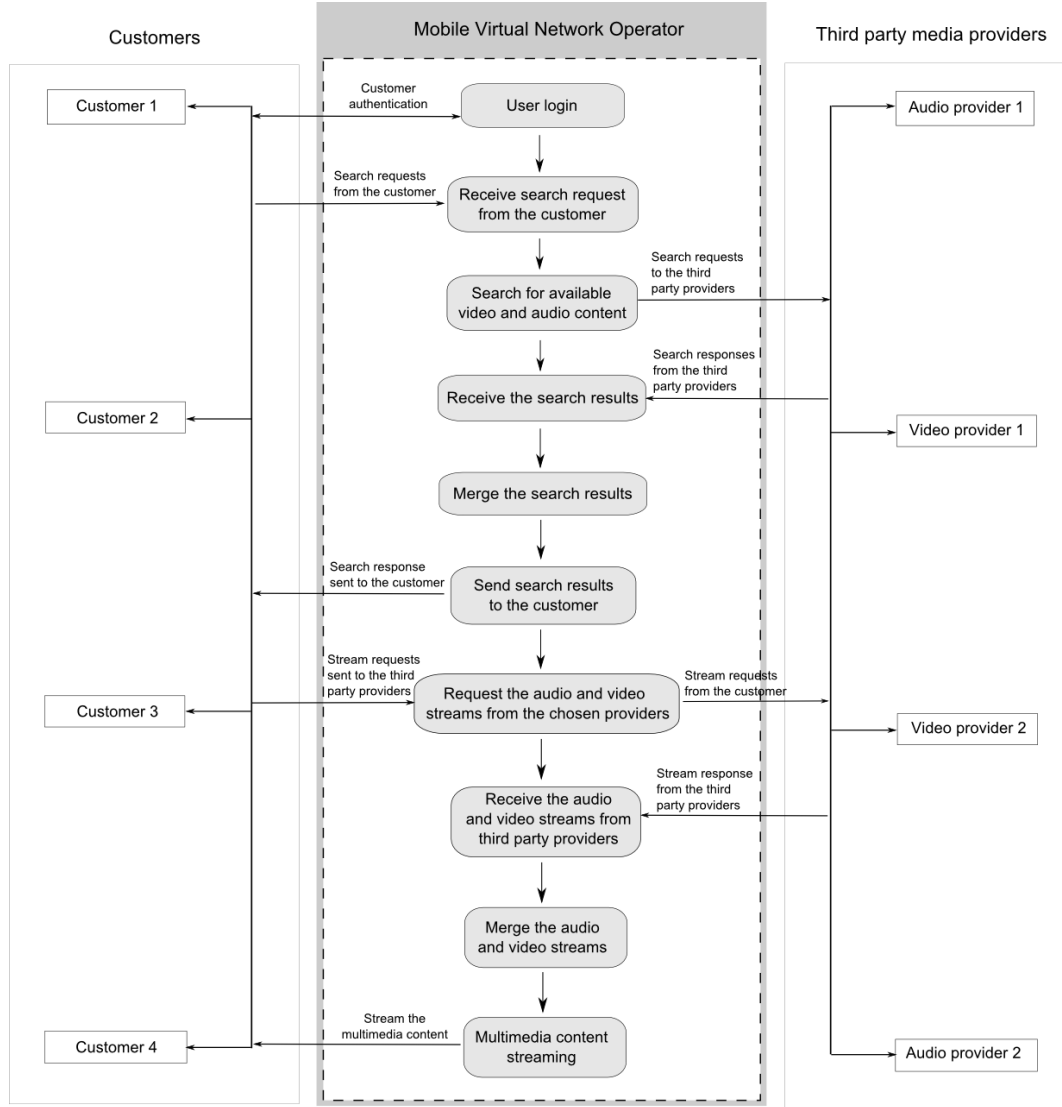 Customers
Mobile Virtual Network Operator
Third party media providers
Customer 1
Customer
authentication
User login
Audio provider 1
Search requests
from the customer
Receive search request
from the customer
Search requests
to the third
party providers
Search for available
video and audio content
Search responses
from the third
party providers
Receive the search results
Customer 2
Video provider 1
Merge the search results
Search response
sent to the customer
Send search results
to the customer
Stream requests
sent to the third
party providers
Request the audio and video
streams from the chosen providers
Stream requests
from the customer
Customer 3
Video provider 2
Stream response
from the third
party providers
Receive the audio
and video streams from
third party providers
Merge the audio
and video streams
Stream the
multimedia content
Multimedia content
streaming
Customer 4
Audio provider 2